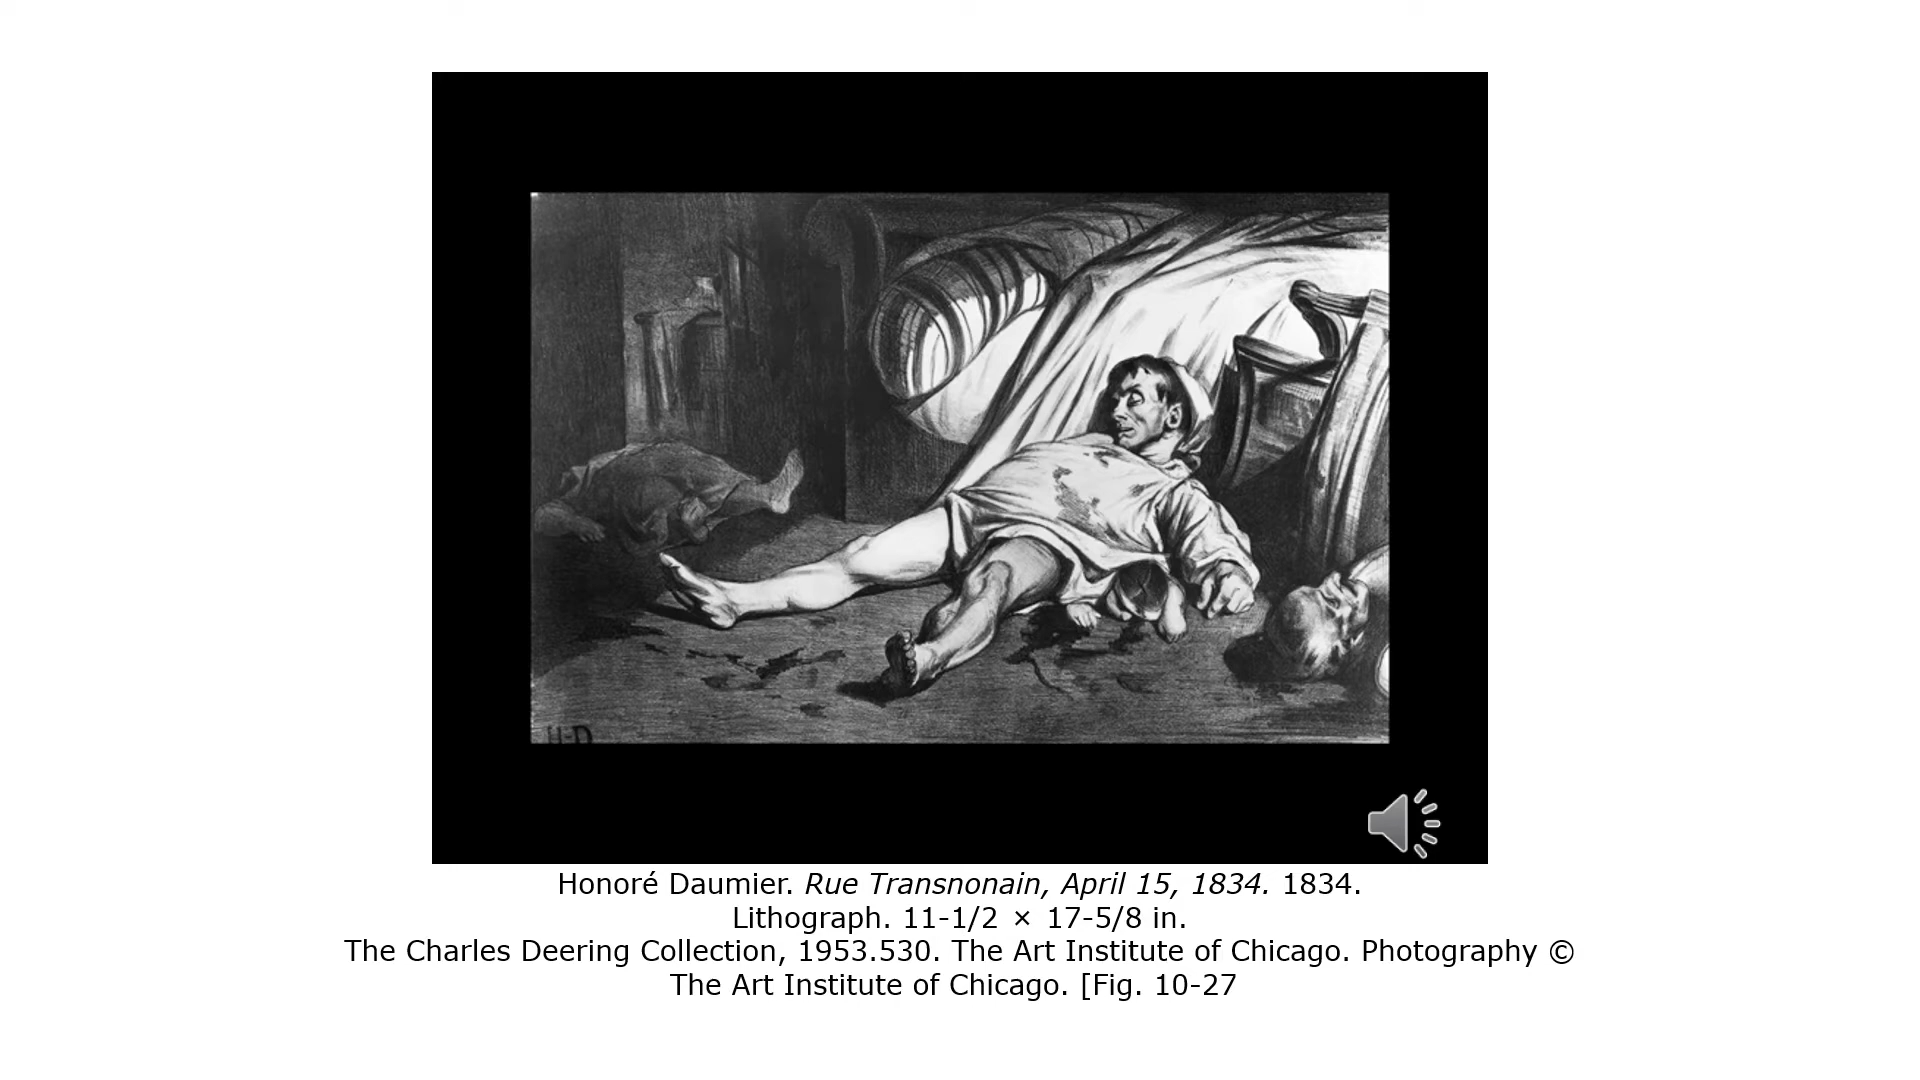 H-D
Honoré Daumier. Rue Transnonain, April 15, 1834. 1834.
Lithograph. 11-1/2 × 17-5/8 in.
The Charles Deering Collection, 1953.530. The Art Institute of Chicago. Photography ©
The Art Institute of Chicago. [Fig. 10-27